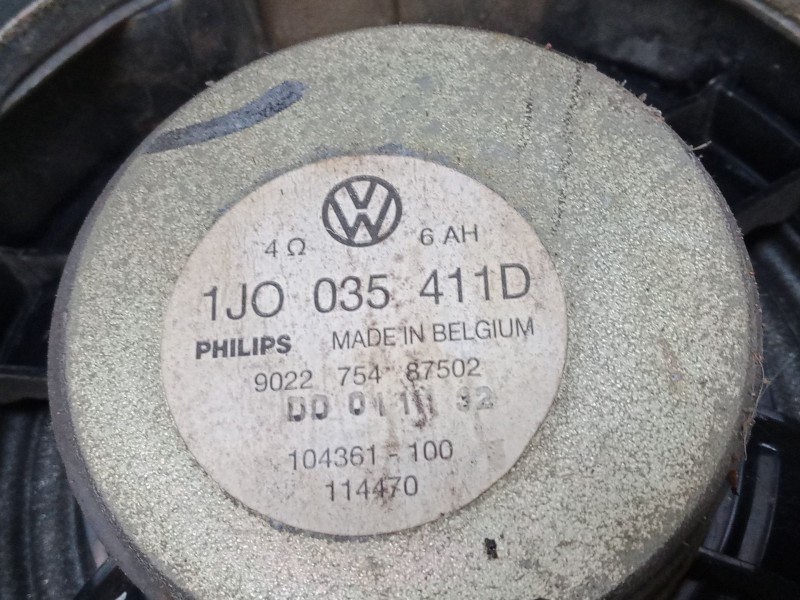 4 Ω 6 AH
1JO 035 411D
PHILIPS MADE IN BELGIUM
9022 754 87502
104361 - 100
114470